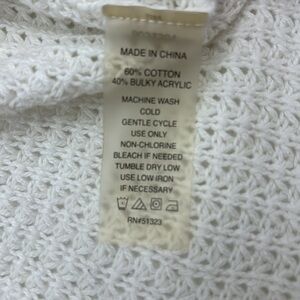 MADE IN CHINA
60% COTTON
40% BULKY ACRYLIC
MACHINE WASH
COLD
GENTLE CYCLE
USE ONLY
NON-CHLORINE
BLEACH IF NEEDED
TUMBLE DRY LOW
USE LOW IRON
IF NECESSARY
RN#51323